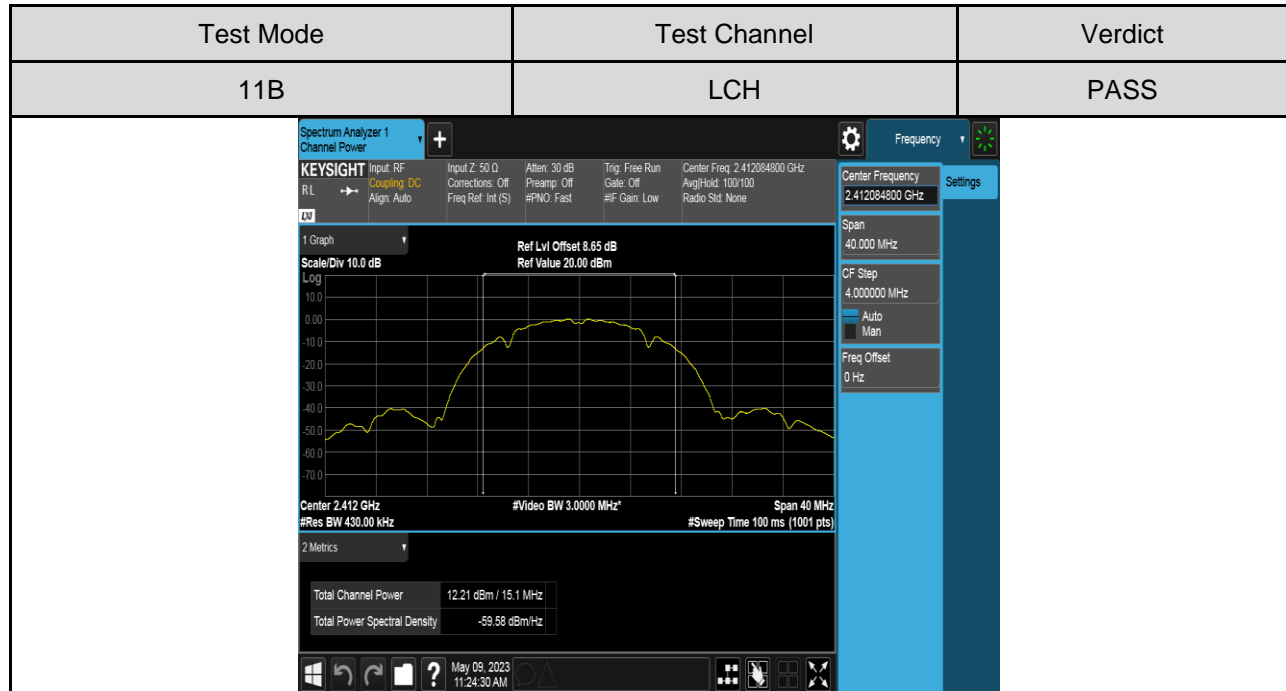 Test Mode Test Channel Verdict
11B LCH PASS
Spectrum Analyzer 1
Channel Power
+
Frequency
KEYSIGHT Input: RF Input Z: 50 Ω Atten: 30 dB Trig: Free Run Center Freq: 2.412084800 GHz
RL Coupling: DC Corrections: Off Preamp: Off Gate: Off Avg|Hold: 100/100
Align: Auto Freq Ref: Int (S) #PNO: Fast #IF Gain: Low Radio Std: None
LXI
Center Frequency
2.412084800 GHz
Settings
Span
40.000 MHz
CF Step
4.000000 MHz
Auto
Man
Freq Offset
0 Hz
1 Graph
Ref Lvl Offset 8.65 dB
Scale/Div 10.0 dB Ref Value 20.00 dBm
Log
10.0
0.00
-10.0
-20.0
-30.0
-40.0
-50.0
-60.0
-70.0
Center 2.412 GHz #Video BW 3.0000 MHz* Span 40 MHz
#Res BW 430.00 kHz #Sweep Time 100 ms (1001 pts)
2 Metrics
Total Channel Power 12.21 dBm / 15.1 MHz
Total Power Spectral Density -59.58 dBm/Hz
? May 09, 2023
11:24:30 AM